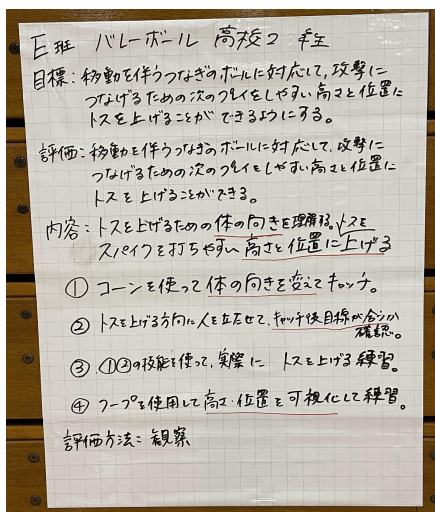 E班 バレーボール 高校2年生
目標:移動を伴うつなぎのボールに対応して、攻撃に
つなげるための次のプレイをしやすい高さと位置に
トスを上げることができるようにする。
評価:移動を伴うつなぎのボールに対応して、攻撃に
つなげるための次のプレイをしやすい高さと位置に
トスを上げることができる。
内容:トスを上げるための体の向きを理解する。トスを
スパイクを打ちやすい高さと位置に上げる
① コーンを使って体の向きを変えてキャッチ。
② トスを上げる方向に人を立たせて、キャッチ後目線が合うか
確認。
③ ①②の技能を使って、実際に トスを上げる練習。
④ フープを使用して高さ・位置を可視化して練習。
評価方法:観察